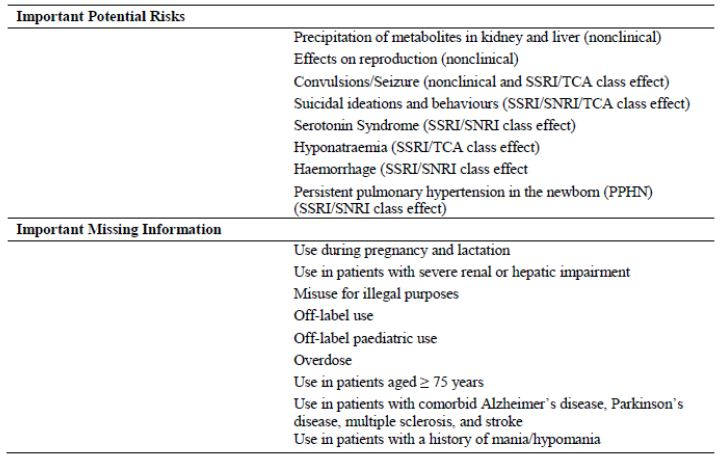 Important Potential Risks
Precipitation of metabolites in kidney and liver (nonclinical)
Effects on reproduction (nonclinical)
Convulsions/Seizure (nonclinical and SSRI/TCA class effect)
Suicidal ideations and behaviours (SSRI/SNRI/TCA class effect)
Serotonin Syndrome (SSRI/SNRI class effect)
Hyponatraemia (SSRI/TCA class effect)
Haemorrhage (SSRI/SNRI class effect
Persistent pulmonary hypertension in the newborn (PPHN)
(SSRI/SNRI class effect)
Important Missing Information
Use during pregnancy and lactation
Use in patients with severe renal or hepatic impairment
Misuse for illegal purposes
Off-label use
Off-label paediatric use
Overdose
Use in patients aged ≥ 75 years
Use in patients with comorbid Alzheimer’s disease, Parkinson’s
disease, multiple sclerosis, and stroke
Use in patients with a history of mania/hypomania